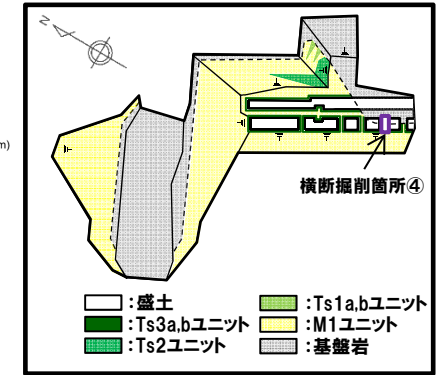 N
m)
横断掘削箇所④
:盛土
:Ts1a,bユニット
:Ts3a,bユニット
:M1ユニット
:Ts2ユニット
:基盤岩